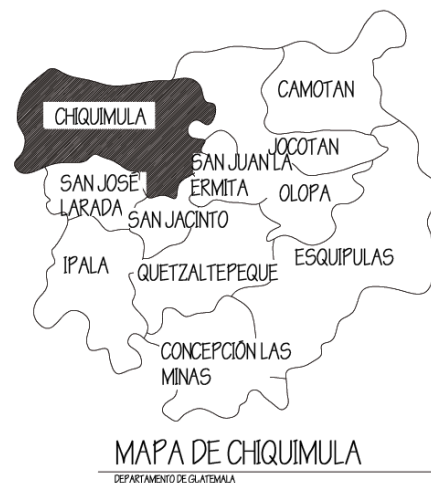 CAMOTAN
CHIQUIMULA
JOCOTAN
SAN JUAN LA
ERMITA
SAN JOSÉ
LARADA
OLOPA
SAN JACINTO
ESQUIPULAS
IPALA
QUETZALTEPEQUE
CONCEPCIÓN LAS
MINAS
MAPA DE CHIQUIMULA
DEPARTAMENTO DE GUATEMALA